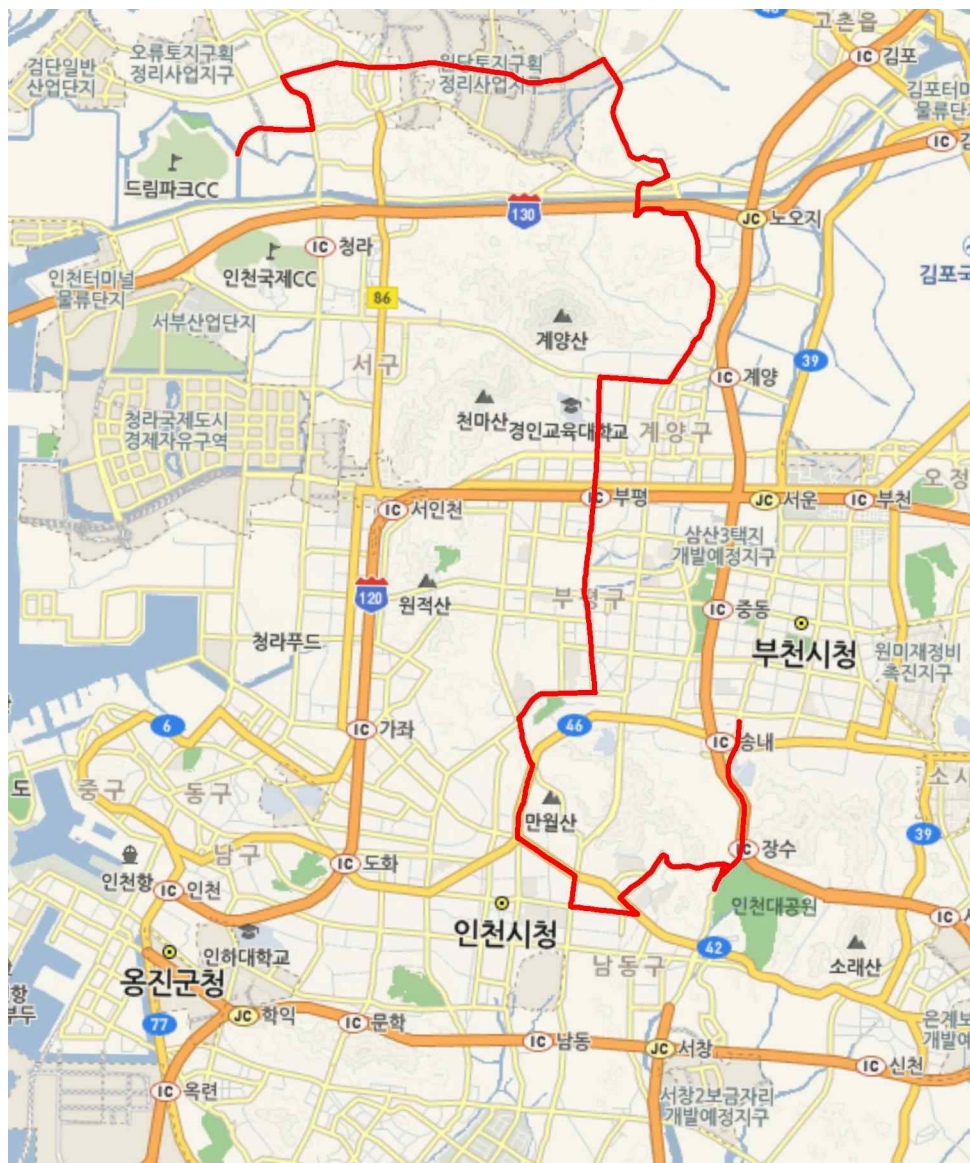 고촌읍
오류토지구획
정리사업지구
원당토지구획
정리사업지구
IC 김포
검단일반
산업단지
김포터미
물류단
IC
드림파크CC
130
JC 노오지
IC 청라
인천터미널
물류단지
인천국제CC
김포국
86
서부산업단지
계양산
서구
39
IC 계양
천마산
경인교육대학교
청라국제도시
경제자유구역
계양구
오정
IC 서인천
IC 부평
JC 서운
IC 부천
삼산3택지
개발예정지구
120
원적산
부평구
IC 중동
부천시청
청라푸드
원미재정비
촉진지구
6
IC 가좌
46
IC 송내
도
중구
동구
소사
만월산
39
남구
IC 장수
인천항
IC 인천
IC 도화
인천대공원
IC
인천시청
인하대학교
42
남동구
소래산
옹진군청
항
부두
77
JC 학익
IC 문학
IC 남동
JC 서창
은계보
개발예
IC 신천
IC 옥련
서창2보금자리
개발예정지구